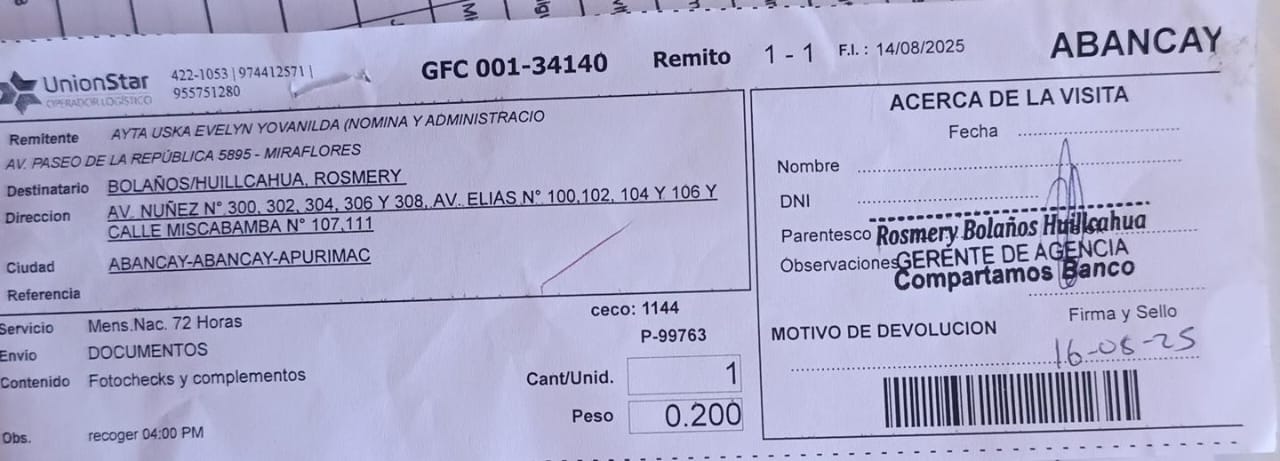 UnionStar
OPERADOR LOGÍSTICO
422-1053 | 974412571 |
955751280
GFC 001-34140
Remito 1 - 1
F.I. : 14/08/2025
ABANCAY
Remitente AYTA USKA EVELYN YOVANILDA (NOMINA Y ADMINISTRACIO
AV. PASEO DE LA REPÚBLICA 5895 - MIRAFLORES
Destinatario BOLAÑOS/HUILLCAHUA, ROSMERY
Direccion AV. NUÑEZ N° 300, 302, 304, 306 Y 308, AV. ELIAS N° 100,102, 104 Y 106 Y
CALLE MISCABAMBA N° 107,111
Ciudad ABANCAY-ABANCAY-APURIMAC
Referencia
Servicio Mens.Nac. 72 Horas
Envio DOCUMENTOS
Contenido Fotochecks y complementos
Obs. recoger 04:00 PM
ceco: 1144
P-99763
Cant/Unid. 1
Peso 0.200
ACERCA DE LA VISITA
Fecha
Nombre
DNI
Parentesco Rosmery Bolaños Huillcahua
Observaciones GERENTE DE AGENCIA
Compartamos Banco
Firma y Sello
MOTIVO DE DEVOLUCION
16-08-25